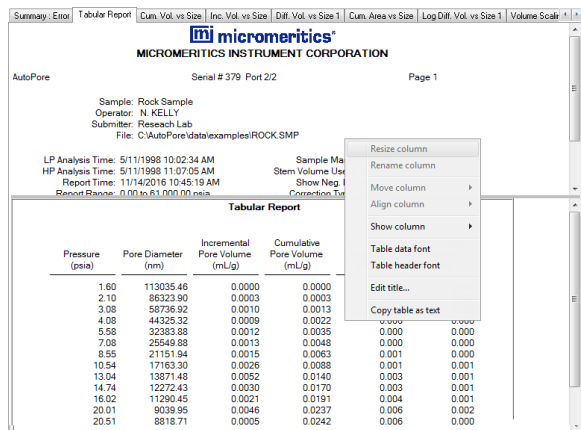 Summary : Error Tabular Report Cum. Vol. vs Size Inc. Vol. vs Size Diff. Vol. vs Size 1 Cum. Area vs Size Log Diff. Vol. vs Size 1 Volume Scalin
mi micromeritics®
MICROMERITICS INSTRUMENT CORPORATION
AutoPore Serial # 379 Port 2/2 Page 1
Sample: Rock Sample
Operator: N. KELLY
Submitter: Reseach Lab
File: C:\AutoPore\data\examples\ROCK.SMP
LP Analysis Time: 5/11/1998 10:02:34 AM Sample Ma
HP Analysis Time: 5/11/1998 11:07:05 AM Stem Volume Use
Report Time: 11/14/2016 10:45:19 AM Show Neg. I
Report Range: 0.00 to 61,000.00 psia Correction Typ
Resize column
Rename column
Move column
Align column
Show column
Table data font
Table header font
Edit title...
Copy table as text
Tabular Report
Incremental Cumulative
Pressure Pore Diameter Pore Volume Pore Volume
(psia) (nm) (mL/g) (mL/g)
1.60 113035.46 0.0000 0.0000
2.10 86323.90 0.0003 0.0003
3.08 58736.92 0.0010 0.0013
4.08 44325.32 0.0009 0.0022 0.000 0.000
5.58 32383.88 0.0012 0.0035 0.000 0.000
7.08 25549.88 0.0013 0.0048 0.000 0.000
8.55 21151.94 0.0015 0.0063 0.001 0.000
10.54 17163.30 0.0026 0.0088 0.001 0.001
13.04 13871.48 0.0052 0.0140 0.003 0.001
14.74 12272.43 0.0030 0.0170 0.003 0.001
16.02 11290.45 0.0021 0.0191 0.004 0.001
20.01 9039.95 0.0046 0.0237 0.006 0.002
20.51 8818.71 0.0005 0.0242 0.006 0.000